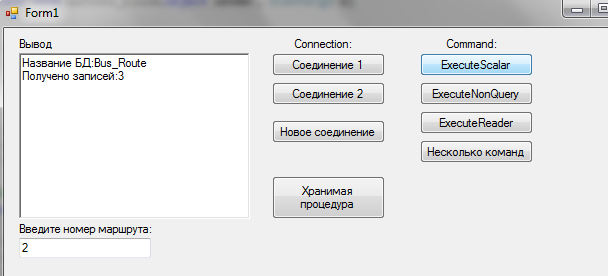 Form1
Вывод
Connection:
Command:
Название БД:Bus_Route
Получено записей:3
Соединение 1
ExecuteScalar
Соединение 2
ExecuteNonQuery
Новое соединение
ExecuteReader
Несколько команд
Хранимая
процедура
Введите номер маршрута:
2